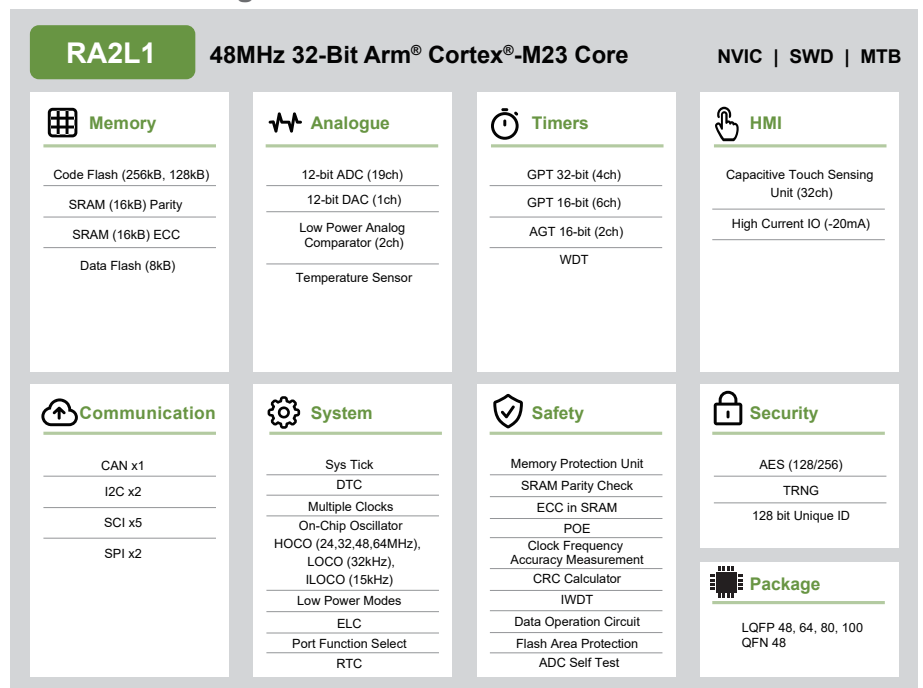 RA2L1
48MHz 32-Bit Arm® Cortex®-M23 Core
NVIC | SWD | MTB
Memory
Code Flash (256kB, 128kB)
SRAM (16kB) Parity
SRAM (16kB) ECC
Data Flash (8kB)
Analogue
12-bit ADC (19ch)
12-bit DAC (1ch)
Low Power Analog
Comparator (2ch)
Temperature Sensor
Timers
GPT 32-bit (4ch)
GPT 16-bit (6ch)
AGT 16-bit (2ch)
WDT
HMI
Capacitive Touch Sensing
Unit (32ch)
High Current IO (-20mA)
Communication
CAN x1
I2C x2
SCI x5
SPI x2
System
Sys Tick
DTC
Multiple Clocks
On-Chip Oscillator
HOCO (24,32,48,64MHz),
LOCO (32kHz),
ILOCO (15kHz)
Low Power Modes
ELC
Port Function Select
RTC
Safety
Memory Protection Unit
SRAM Parity Check
ECC in SRAM
POE
Clock Frequency
Accuracy Measurement
CRC Calculator
IWDT
Data Operation Circuit
Flash Area Protection
ADC Self Test
Security
AES (128/256)
TRNG
128 bit Unique ID
Package
LQFP 48, 64, 80, 100
QFN 48